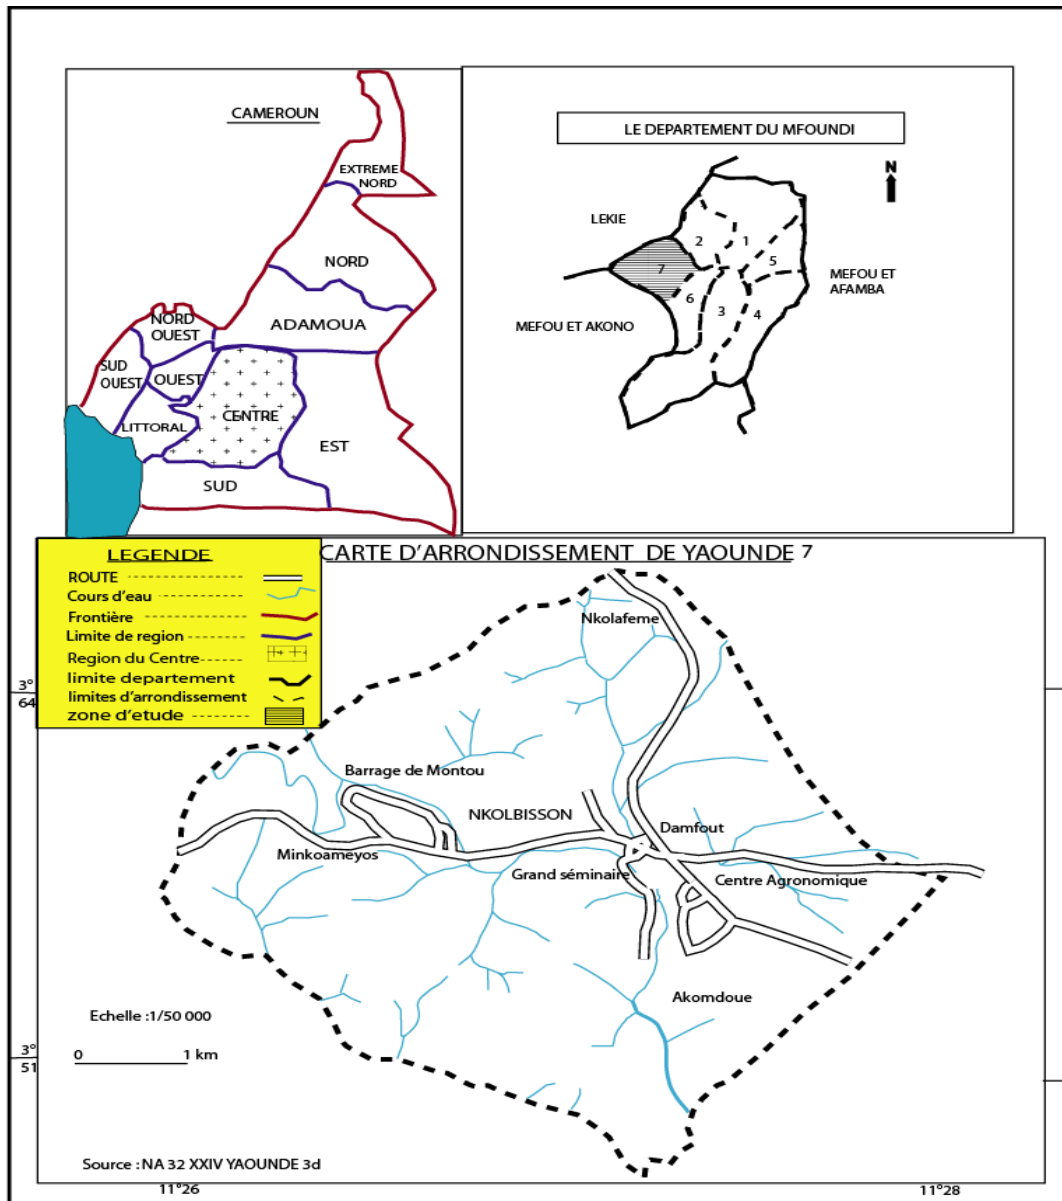 CAMEROUN
EXTREME
NORD
NORD
ADAMOUA
NORD
OUEST
SUD
OUEST
OUEST
LITTORAL
CENTRE
EST
SUD
LE DEPARTEMENT DU MFOUNDI
N
LEKIE
2
1
5
7
6
3
4
MEFOU ET
AFAMBA
MEFOU ET AKONO
LEGENDE
ROUTE
Cours d'eau
Frontière
Limite de region
Region du Centre
limite departement
limites d'arrondissement
zone d'etude
CARTE D'ARRONDISSEMENT DE YAOUNDE 7
Nkolafeme
Barrage de Montou
NKOLBISSON
Damfout
Minkoameyos
Grand séminaire
Centre Agronomique
Akomdoue
3°
64
3°
51
Echelle :1/50 000
0 1 km
Source : NA 32 XXIV YAOUNDE 3d
11°26
11°28